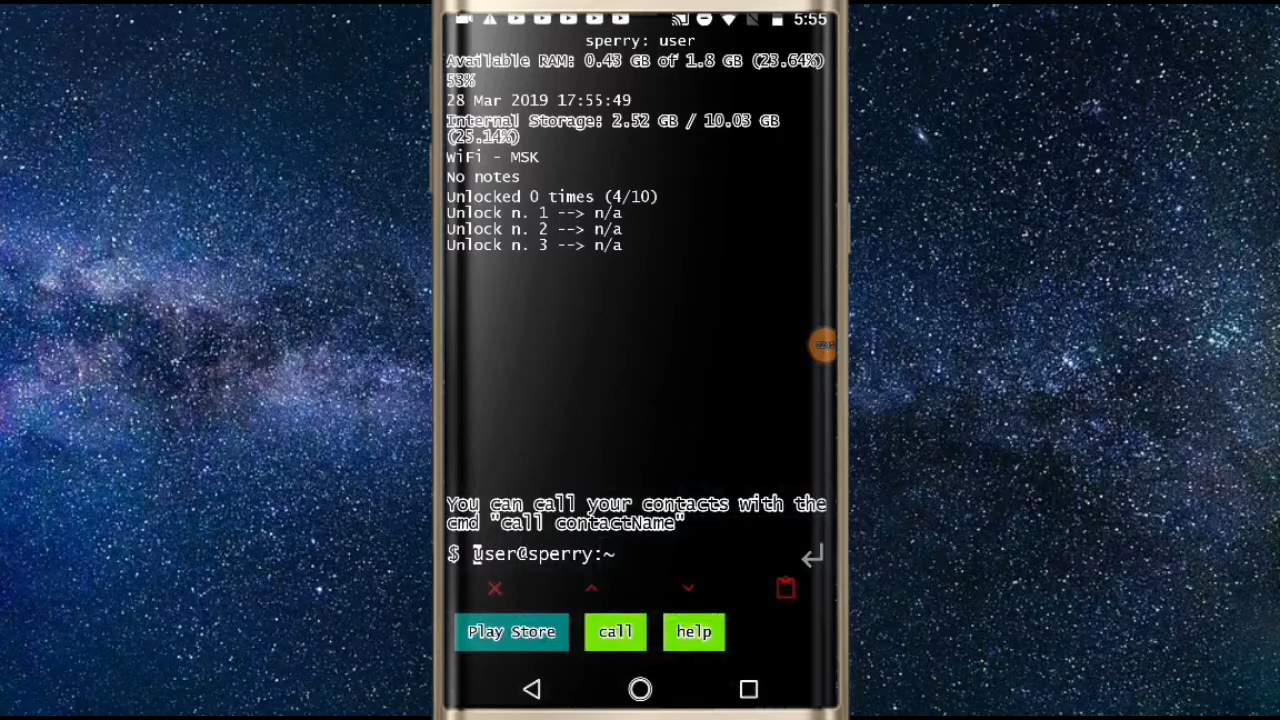 5:55
sperry: user
Available RAM: 0.43 GB of 1.8 GB (23.64%)
53%
28 Mar 2019 17:55:49
Internal Storage: 2.52 GB / 10.03 GB
(25.14%)
WiFi - MSK
No notes
Unlocked 0 times (4/10)
Unlock n. 1 --> n/a
Unlock n. 2 --> n/a
Unlock n. 3 --> n/a
You can call your contacts with the
cmd "call contactName"
$ user@sperry:~
Play Store call help